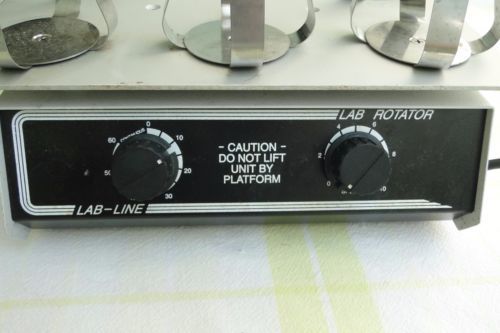 LAB ROTATOR
60 0 10
50 20
30
- CAUTION -
DO NOT LIFT
UNIT BY
PLATFORM
4 6
2 8
0 10
LAB-LINE